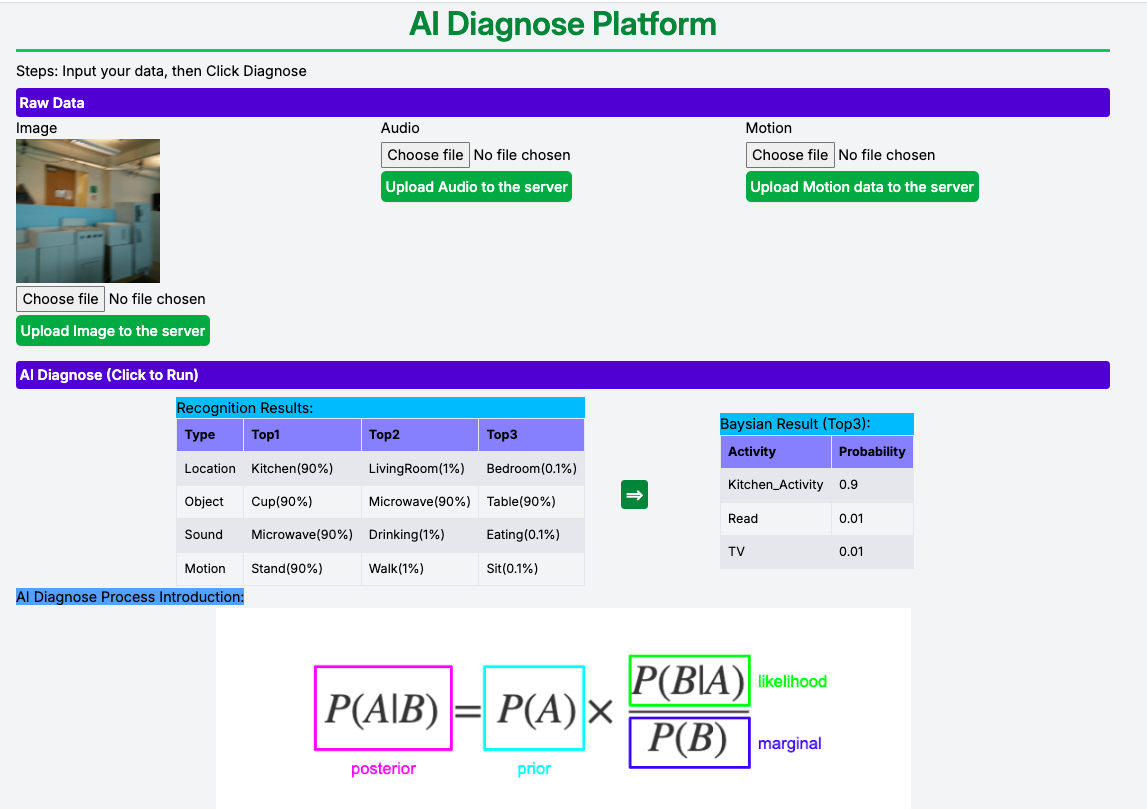 AI Diagnose Platform
Steps: Input your data, then Click Diagnose
Raw Data
Image
Audio
Motion
Choose file No file chosen
Upload Audio to the server
Choose file No file chosen
Upload Motion data to the server
Choose file No file chosen
Upload Image to the server
AI Diagnose (Click to Run)
Recognition Results:
Type Top1 Top2 Top3
Location Kitchen(90%) LivingRoom(1%) Bedroom(0.1%)
Object Cup(90%) Microwave(90%) Table(90%)
Sound Microwave(90%) Drinking(1%) Eating(0.1%)
Motion Stand(90%) Walk(1%) Sit(0.1%)
⇒
Baysian Result (Top3):
Activity Probability
Kitchen_Activity 0.9
Read 0.01
TV 0.01
AI Diagnose Process Introduction:
P(A|B) = P(A) × P(B|A) likelihood
P(B) marginal
posterior prior